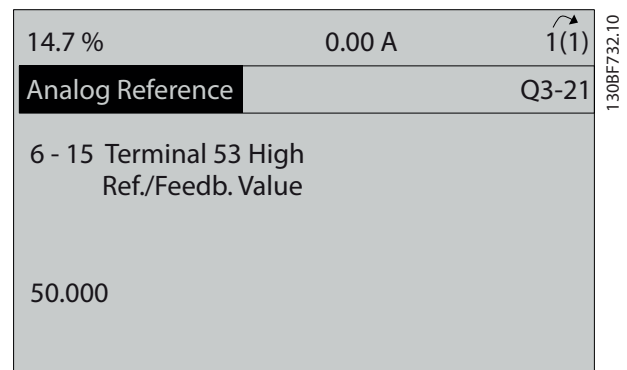 14.7 % 0.00 A 1(1)
Analog Reference Q3-21
6 - 15 Terminal 53 High
Ref./Feedb. Value
50.000
130BF732.10